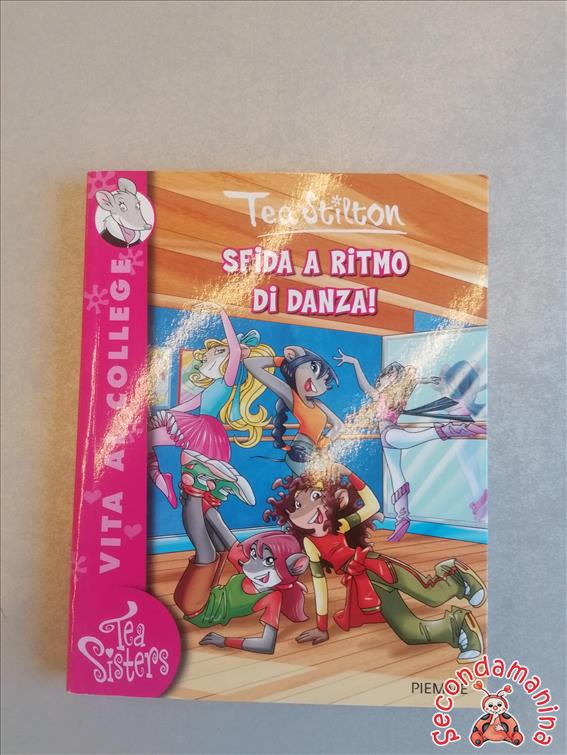 Tea Stilton
SFIDA A RITMO
DI DANZA!
VITA AL COLLEGE
Tea
Sisters
PIEMME
Secondamanina